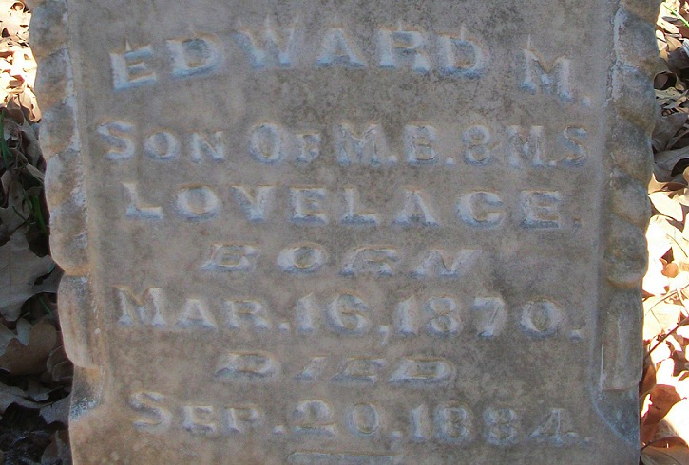 EDWARD M.
SON OF M.B. & M.S
LOVELACE.
BORN
MAR. 16, 1870.
DIED
SEP. 20, 1884.